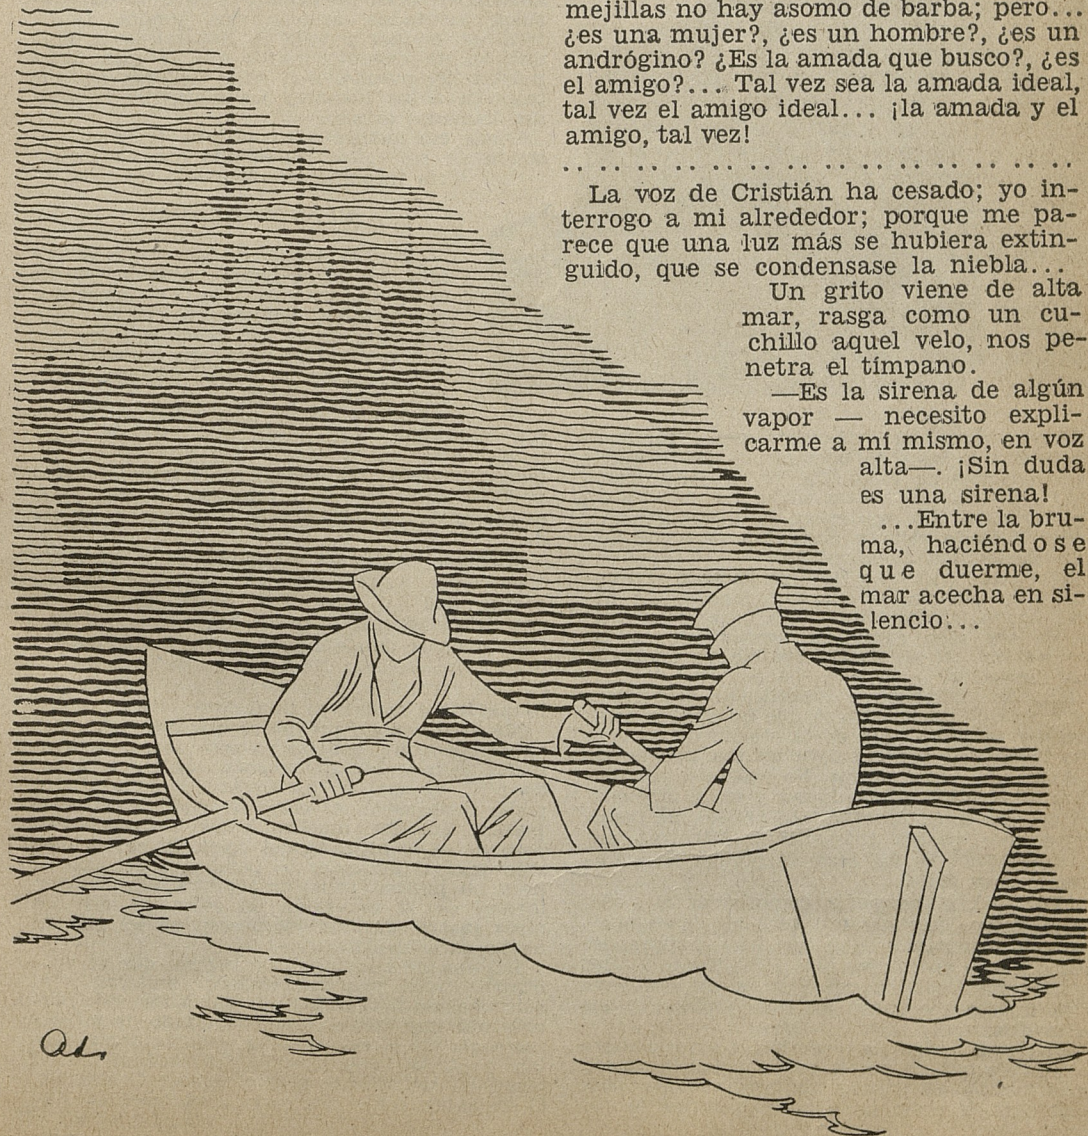 mejillas no hay asomo de barba; pero...
¿es una mujer?, ¿es un hombre?, ¿es un
andrógino? ¿Es la amada que busco?, ¿es
el amigo?... Tal vez sea la amada ideal,
tal vez el amigo ideal... ¡la amada y el
amigo, tal vez!
. . . . . . . . . . . . . . . . . . . . . . . . . . .
La voz de Cristián ha cesado; yo in-
terrogo a mi alrededor; porque me pa-
rece que una luz más se hubiera extin-
guido, que se condensase la niebla...
Un grito viene de alta
mar, rasga como un cu-
chillo aquel velo, nos pe-
netra el tímpano.
—Es la sirena de algún
vapor — necesito expli-
carme a mí mismo, en voz
alta—. ¡Sin duda
es una sirena!
...Entre la bru-
ma, haciéndose
que duerme, el
mar acecha en si-
lencio...